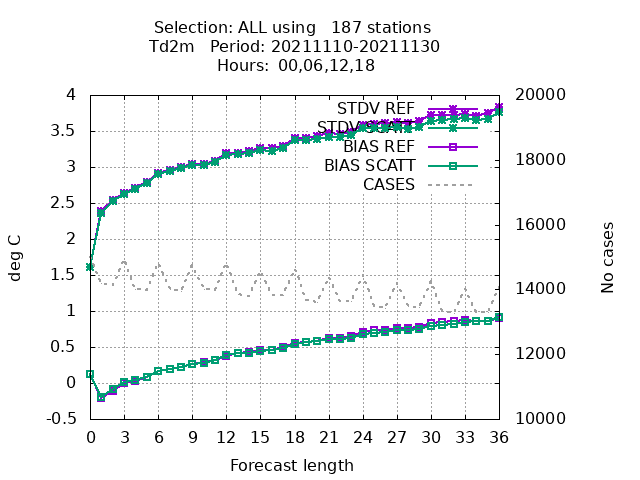 Selection: ALL using 187 stations
Td2m Period: 20211110-20211130
Hours: 00,06,12,18
4
3.5
3
2.5
2
1.5
1
0.5
0
-0.5
20000
18000
16000
14000
12000
10000
STDV REF
STDV SCATT
BIAS REF
BIAS SCATT
CASES
deg C
No cases
0 3 6 9 12 15 18 21 24 27 30 33 36
Forecast length